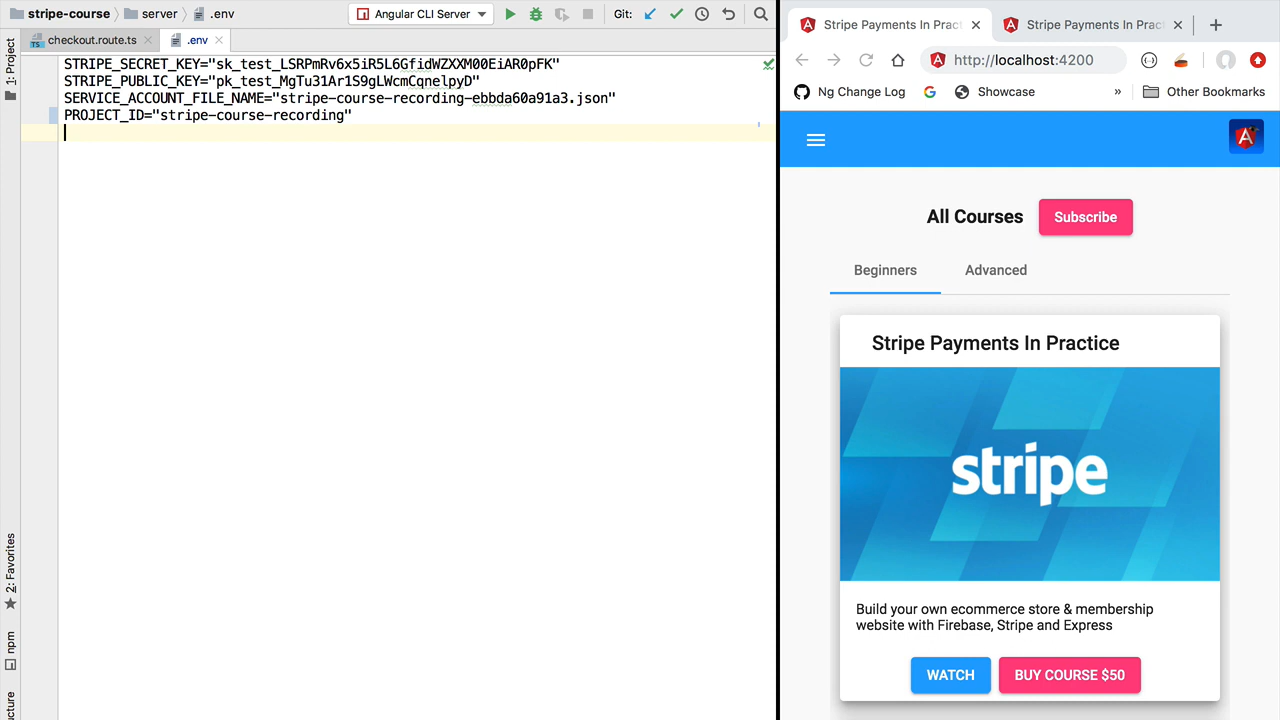 stripe-course server .env
Angular CLI Server
Git:
checkout.route.ts
.env
1: Project
2: Favorites
npm
STRIPE_SECRET_KEY="sk_test_LSRPmRv6x5iR5L6GfidWZXXM00EiAR0pFK"
STRIPE_PUBLIC_KEY="pk_test_MgTu31Ar1S9gLWcmCqnelpyD"
SERVICE_ACCOUNT_FILE_NAME="stripe-course-recording-ebbda60a91a3.json"
PROJECT_ID="stripe-course-recording"
Stripe Payments In Pract
Stripe Payments In Pract
http://localhost:4200
Ng Change Log
Showcase
»
Other Bookmarks
All Courses
Subscribe
Beginners
Advanced
Stripe Payments In Practice
stripe
Build your own ecommerce store & membership
website with Firebase, Stripe and Express
WATCH
BUY COURSE $50